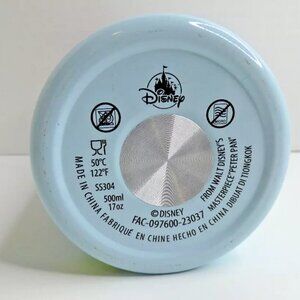 DISNEY
50°C
122°F
SS304
500ml
17oz
FROM WALT DISNEY'S
MASTERPIECE "PETER PAN"
© DISNEY
FAC-097600-23037
MADE IN CHINA FABRIQUÉ EN CHINE HECHO EN CHINA DIBUAT DI TIONGKOK